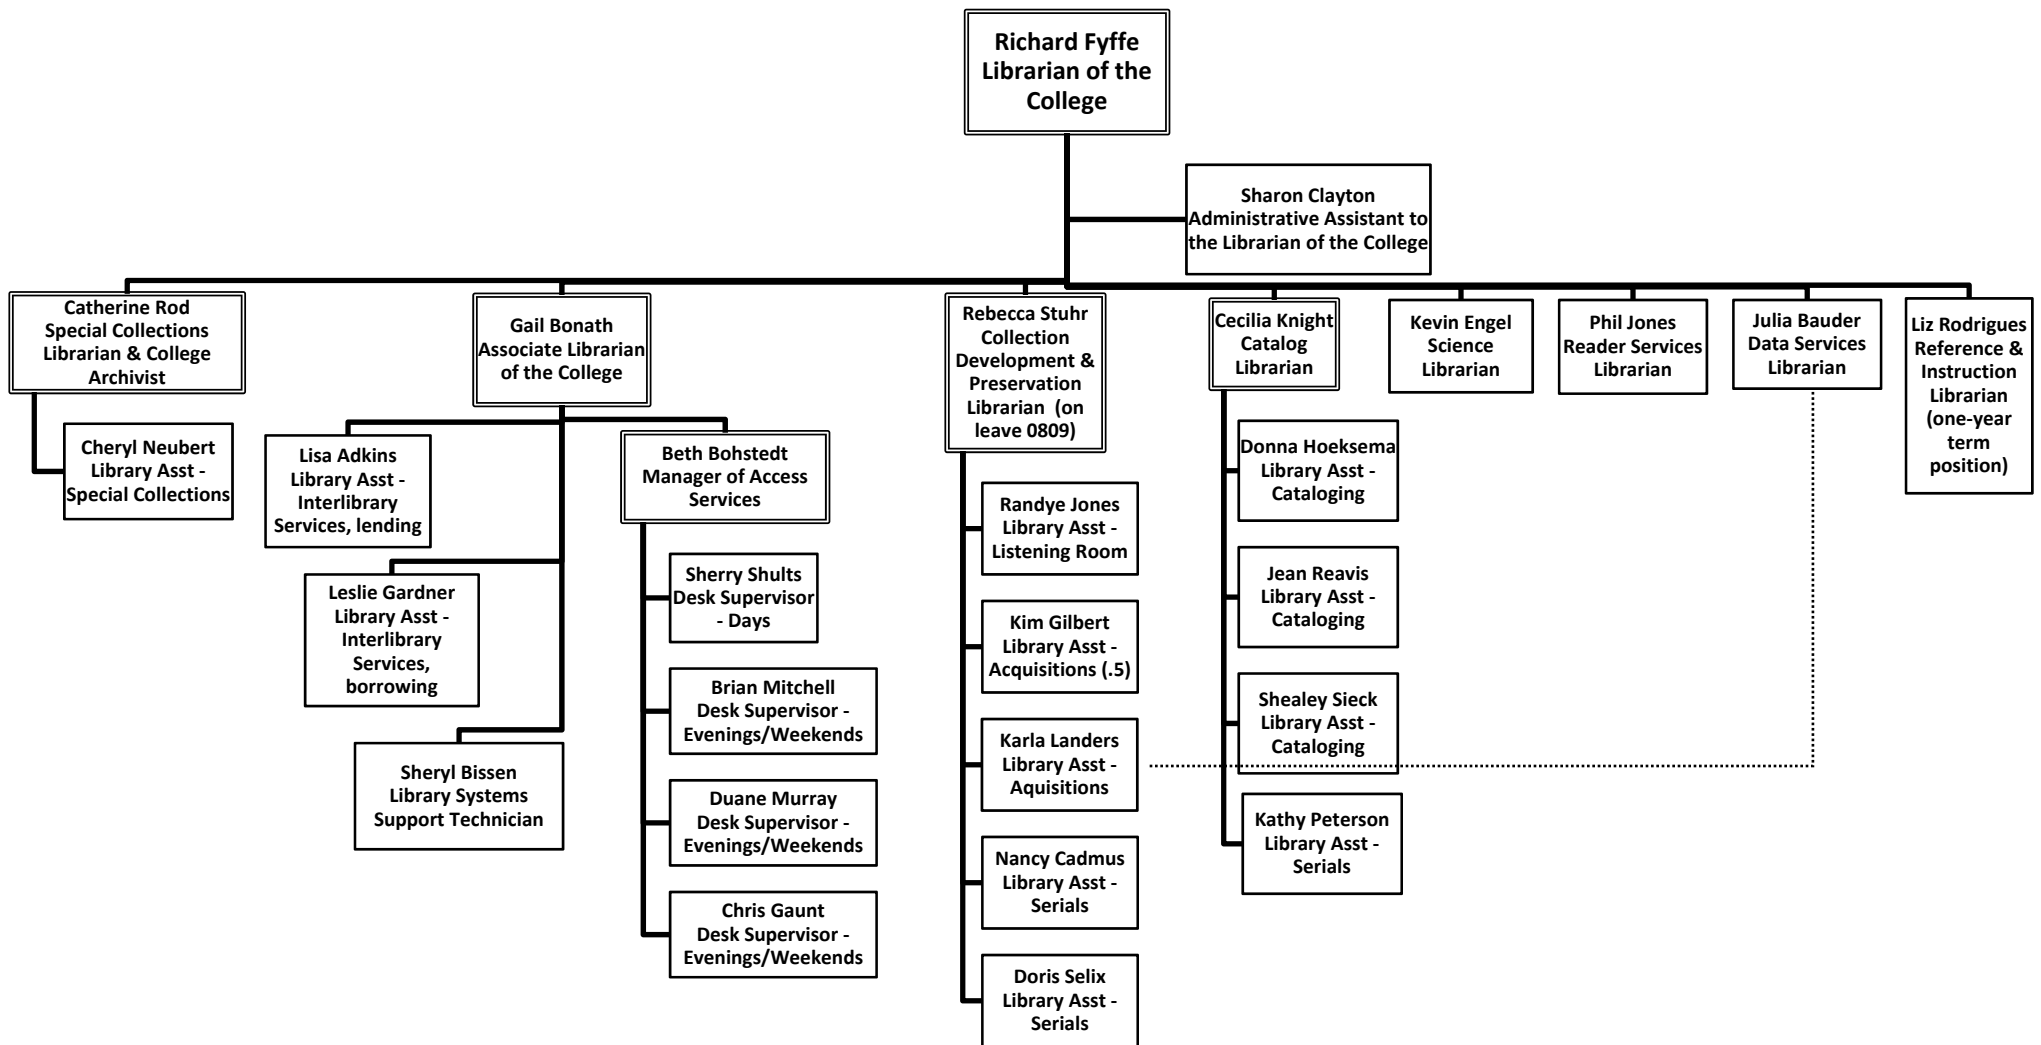 Richard Fyffe
Librarian of the
College
Sharon Clayton
Administrative Assistant to
the Librarian of the College
Catherine Rod
Special Collections
Librarian & College
Archivist
Gail Bonath
Associate Librarian
of the College
Rebecca Stuhr
Collection
Development &
Preservation
Librarian (on
leave 0809)
Cecilia Knight
Catalog
Librarian
Kevin Engel
Science
Librarian
Phil Jones
Reader Services
Librarian
Julia Bauder
Data Services
Librarian
Liz Rodrigues
Reference &
Instruction
Librarian
(one-year
term
position)
Cheryl Neubert
Library Asst -
Special Collections
Lisa Adkins
Library Asst -
Interlibrary
Services, lending
Leslie Gardner
Library Asst -
Interlibrary
Services,
borrowing
Sheryl Bissen
Library Systems
Support Technician
Beth Bohstedt
Manager of Access
Services
Sherry Shults
Desk Supervisor
- Days
Brian Mitchell
Desk Supervisor -
Evenings/Weekends
Duane Murray
Desk Supervisor -
Evenings/Weekends
Chris Gaunt
Desk Supervisor -
Evenings/Weekends
Randye Jones
Library Asst -
Listening Room
Kim Gilbert
Library Asst -
Acquisitions (.5)
Karla Landers
Library Asst -
Aquisitions
Nancy Cadmus
Library Asst -
Serials
Doris Selix
Library Asst -
Serials
Donna Hoeksema
Library Asst -
Cataloging
Jean Reavis
Library Asst -
Cataloging
Shealey Sieck
Library Asst -
Cataloging
Kathy Peterson
Library Asst -
Serials